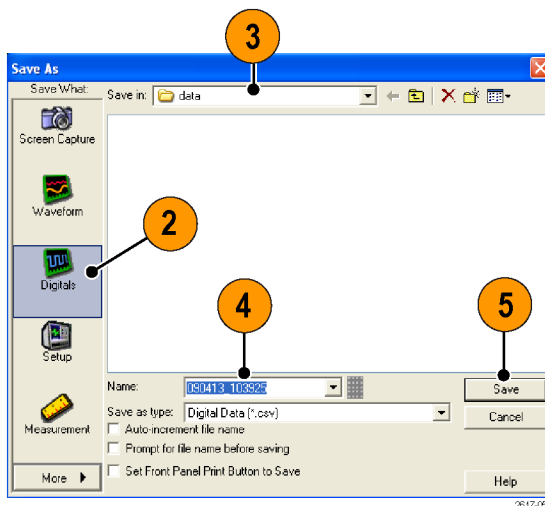 3
Save As
Save What:
Save in: data
Screen Capture
Waveform
2
Digitals
4
5
Setup
Name: 090413_103925
Save
Save as type: Digital Data (*.csv)
Cancel
Measurement
Auto-increment file name
Prompt for file name before saving
Set Front Panel Print Button to Save
More
Help